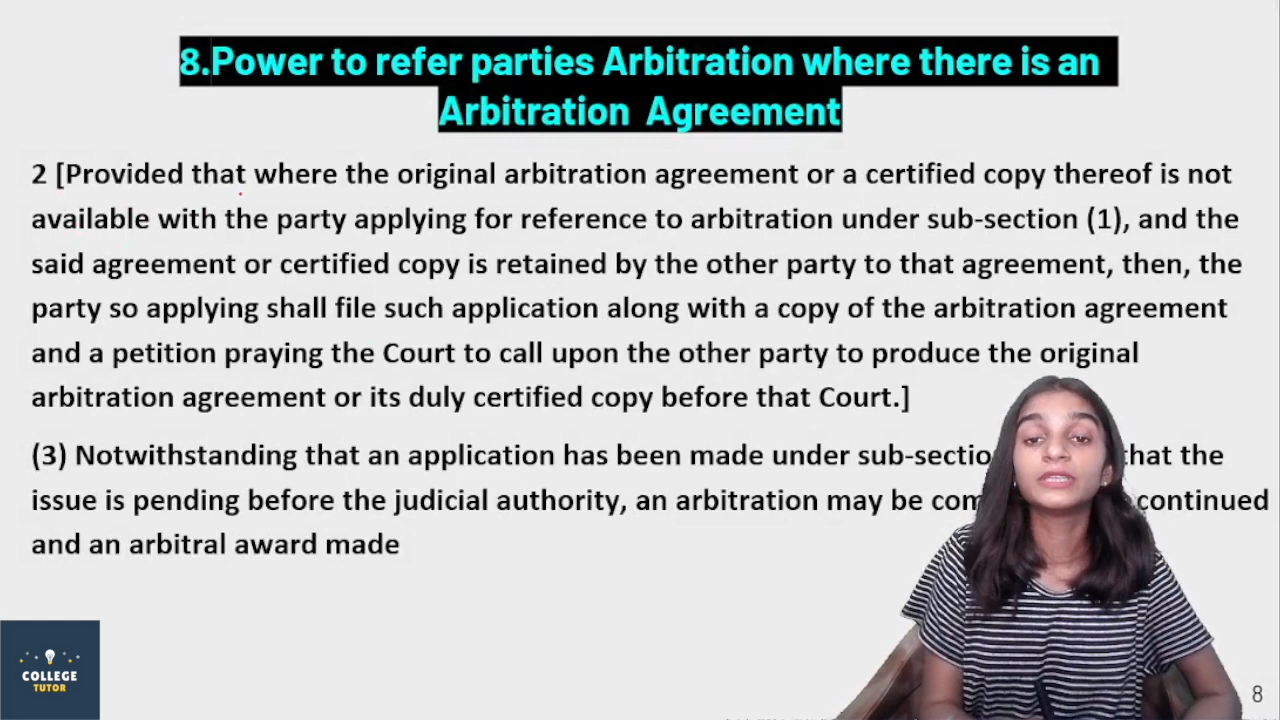 8.Power to refer parties Arbitration where there is an
Arbitration Agreement
2 [Provided that where the original arbitration agreement or a certified copy thereof is not
available with the party applying for reference to arbitration under sub-section (1), and the
said agreement or certified copy is retained by the other party to that agreement, then, the
party so applying shall file such application along with a copy of the arbitration agreement
and a petition praying the Court to call upon the other party to produce the original
arbitration agreement or its duly certified copy before that Court.]
(3) Notwithstanding that an application has been made under that the
issue is pending before the judicial authority, an arbitration may be continued
and an arbitral award made
COLLEGE
TUTOR
8